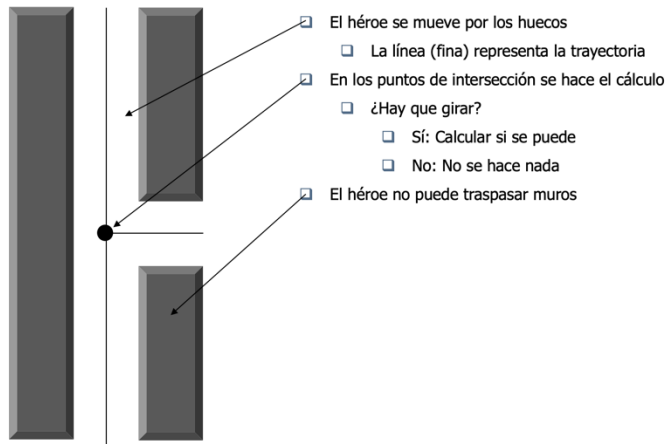 El héroe se mueve por los huecos
La línea (fina) representa la trayectoria
En los puntos de intersección se hace el cálculo
¿Hay que girar?
Sí: Calcular si se puede
No: No se hace nada
El héroe no puede traspasar muros